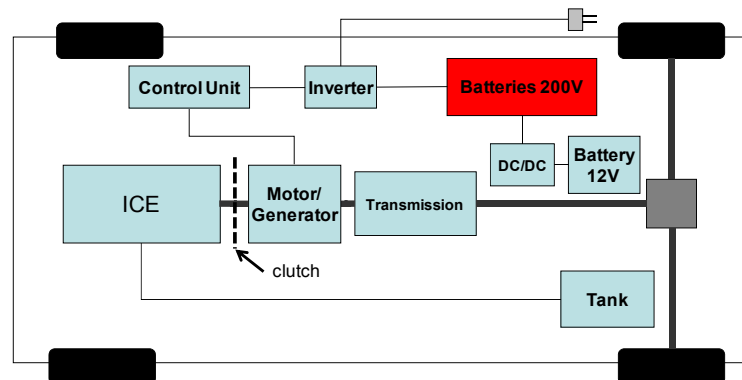 Control Unit
Inverter
Batteries 200V
DC/DC
Battery
12V
ICE
Motor/
Generator
Transmission
clutch
Tank